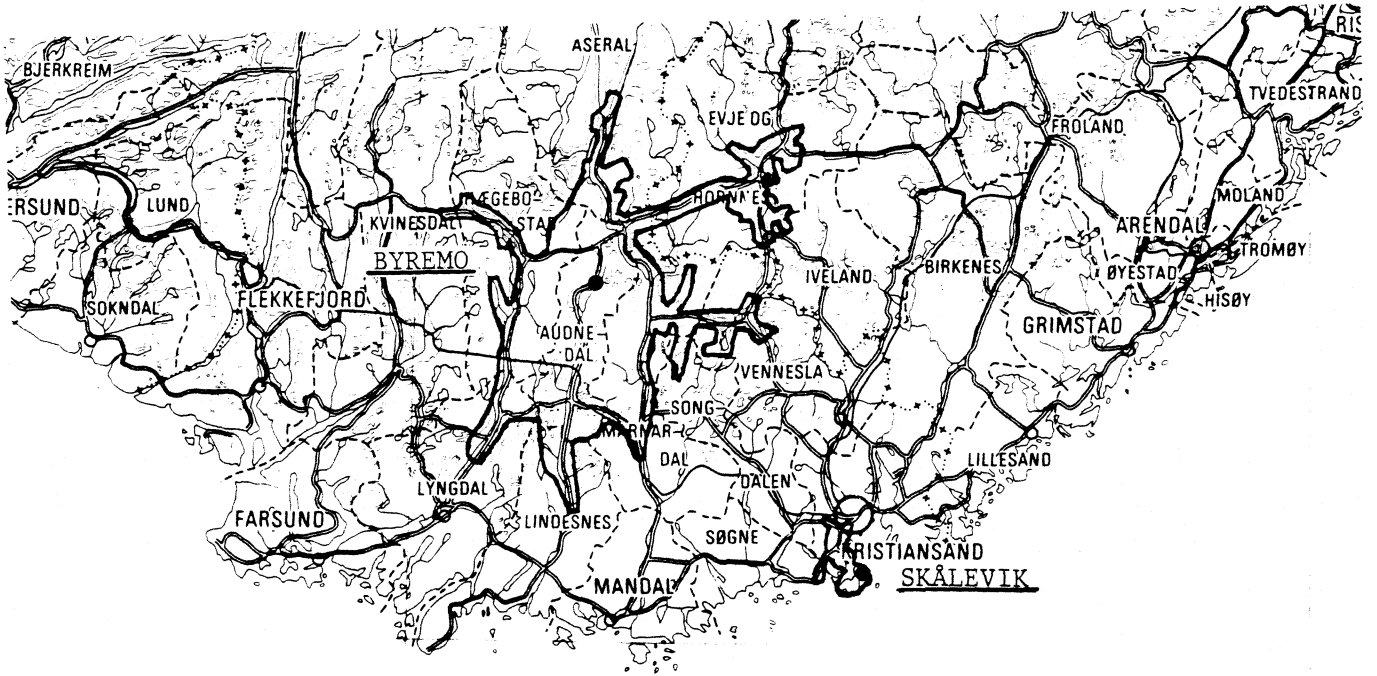 RIS
ASERAL
BJERKREIM
TVEDESTRAND
EVJE OG
FROLAND
ERSUND
LUND
HÆGEBO-
STAD
HORNNES
MOLAND
KVINESDAL
ARENDAL
TROMØY
BYREMO
IVELAND
BIRKENES
ØYESTAD
HISØY
SOKNDAL
FLEKKEFJORD
GRIMSTAD
AUDNE-
DAL
VENNESLA
SONG-
MARNAR-
DAL
DALEN
LILLESAND
LYNGDAL
FARSUND
LINDESNES
SØGNE
KRISTIANSAND
SKÅLEVIK
MANDAL